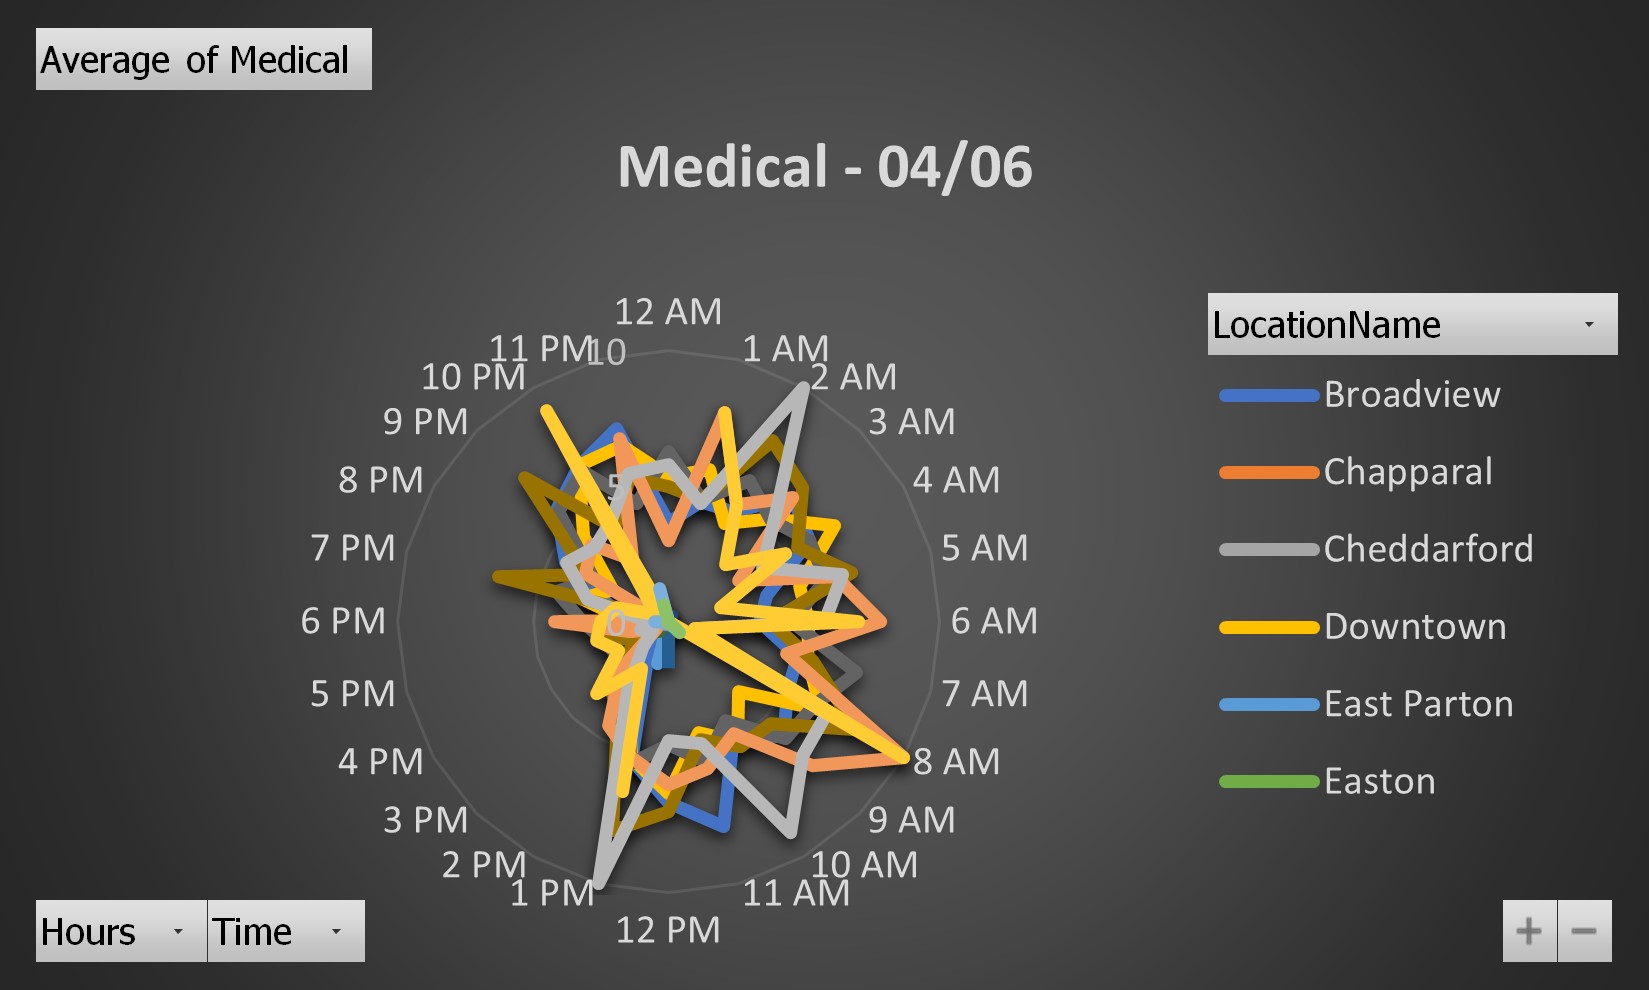 Average of Medical
Medical - 04/06
12 AM
1 AM
2 AM
3 AM
4 AM
5 AM
6 AM
7 AM
8 AM
9 AM
10 AM
11 AM
12 PM
1 PM
2 PM
3 PM
4 PM
5 PM
6 PM
7 PM
8 PM
9 PM
10 PM
11 PM
10
5
0
LocationName
Broadview
Chapparal
Cheddarford
Downtown
East Parton
Easton
Hours
Time
+ −